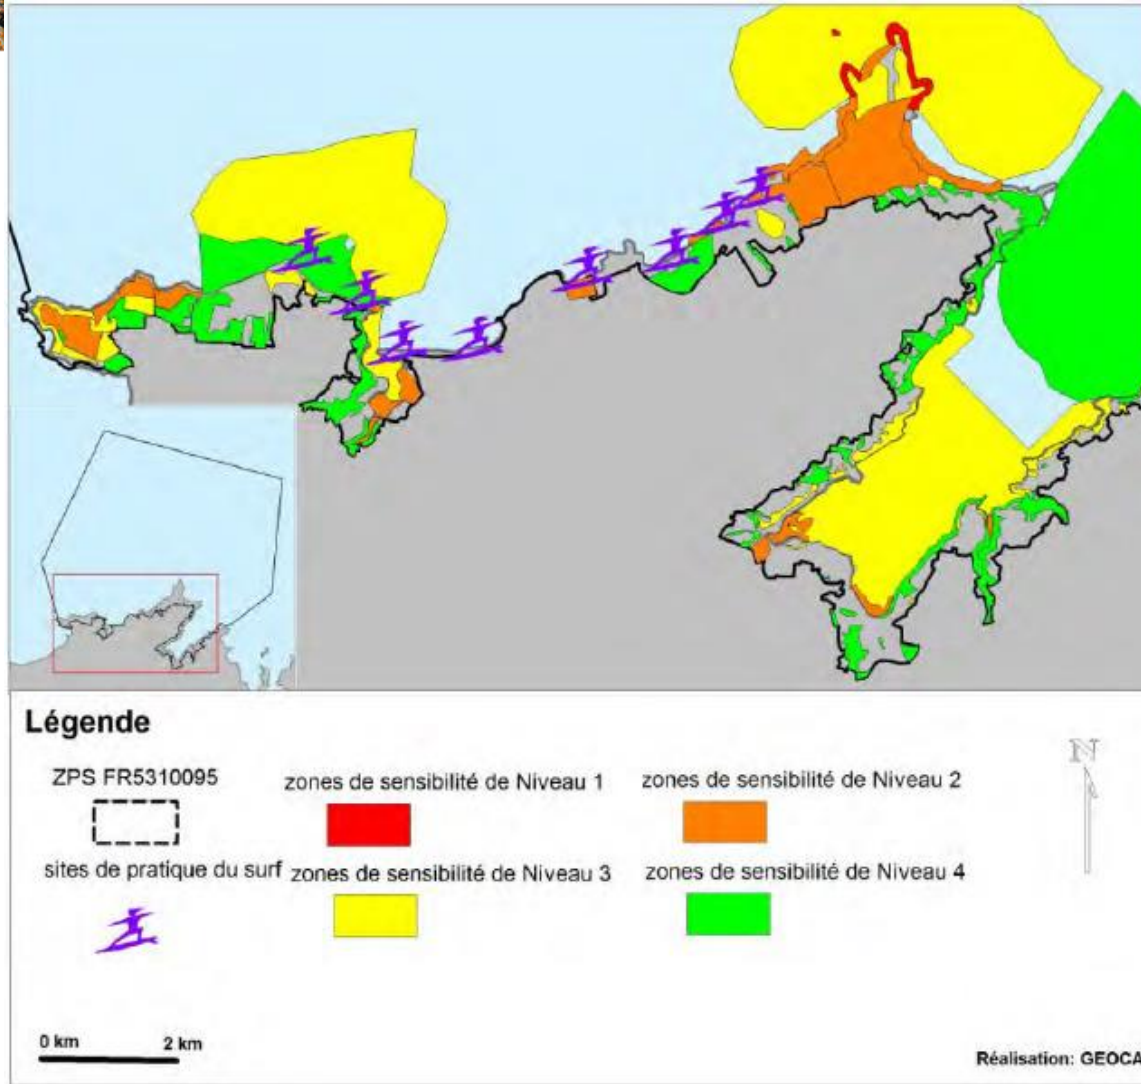 Légende
ZPS FR5310095
zones de sensibilité de Niveau 1
zones de sensibilité de Niveau 2
sites de pratique du surf
zones de sensibilité de Niveau 3
zones de sensibilité de Niveau 4
N
0 km 2 km
Réalisation: GEOCA